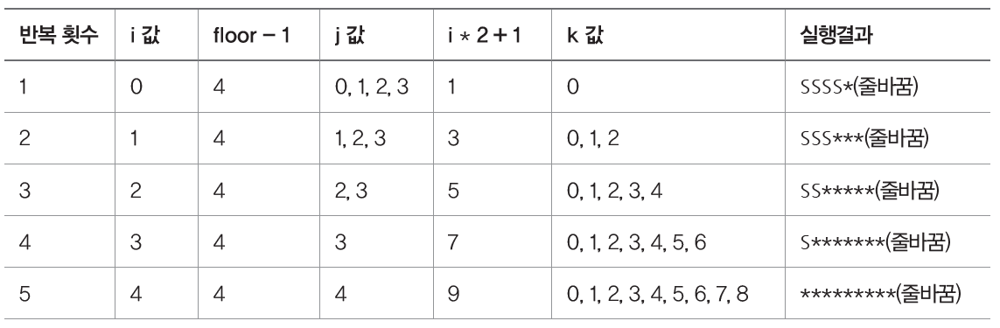 반복 횟수 i 값 floor – 1 j 값 i * 2 + 1 k 값 실행결과
1 0 4 0, 1, 2, 3 1 0 SSSS*(줄바꿈)
2 1 4 1, 2, 3 3 0, 1, 2 SSS***(줄바꿈)
3 2 4 2, 3 5 0, 1, 2, 3, 4 SS*****(줄바꿈)
4 3 4 3 7 0, 1, 2, 3, 4, 5, 6 S*******(줄바꿈)
5 4 4 4 9 0, 1, 2, 3, 4, 5, 6, 7, 8 *********(줄바꿈)